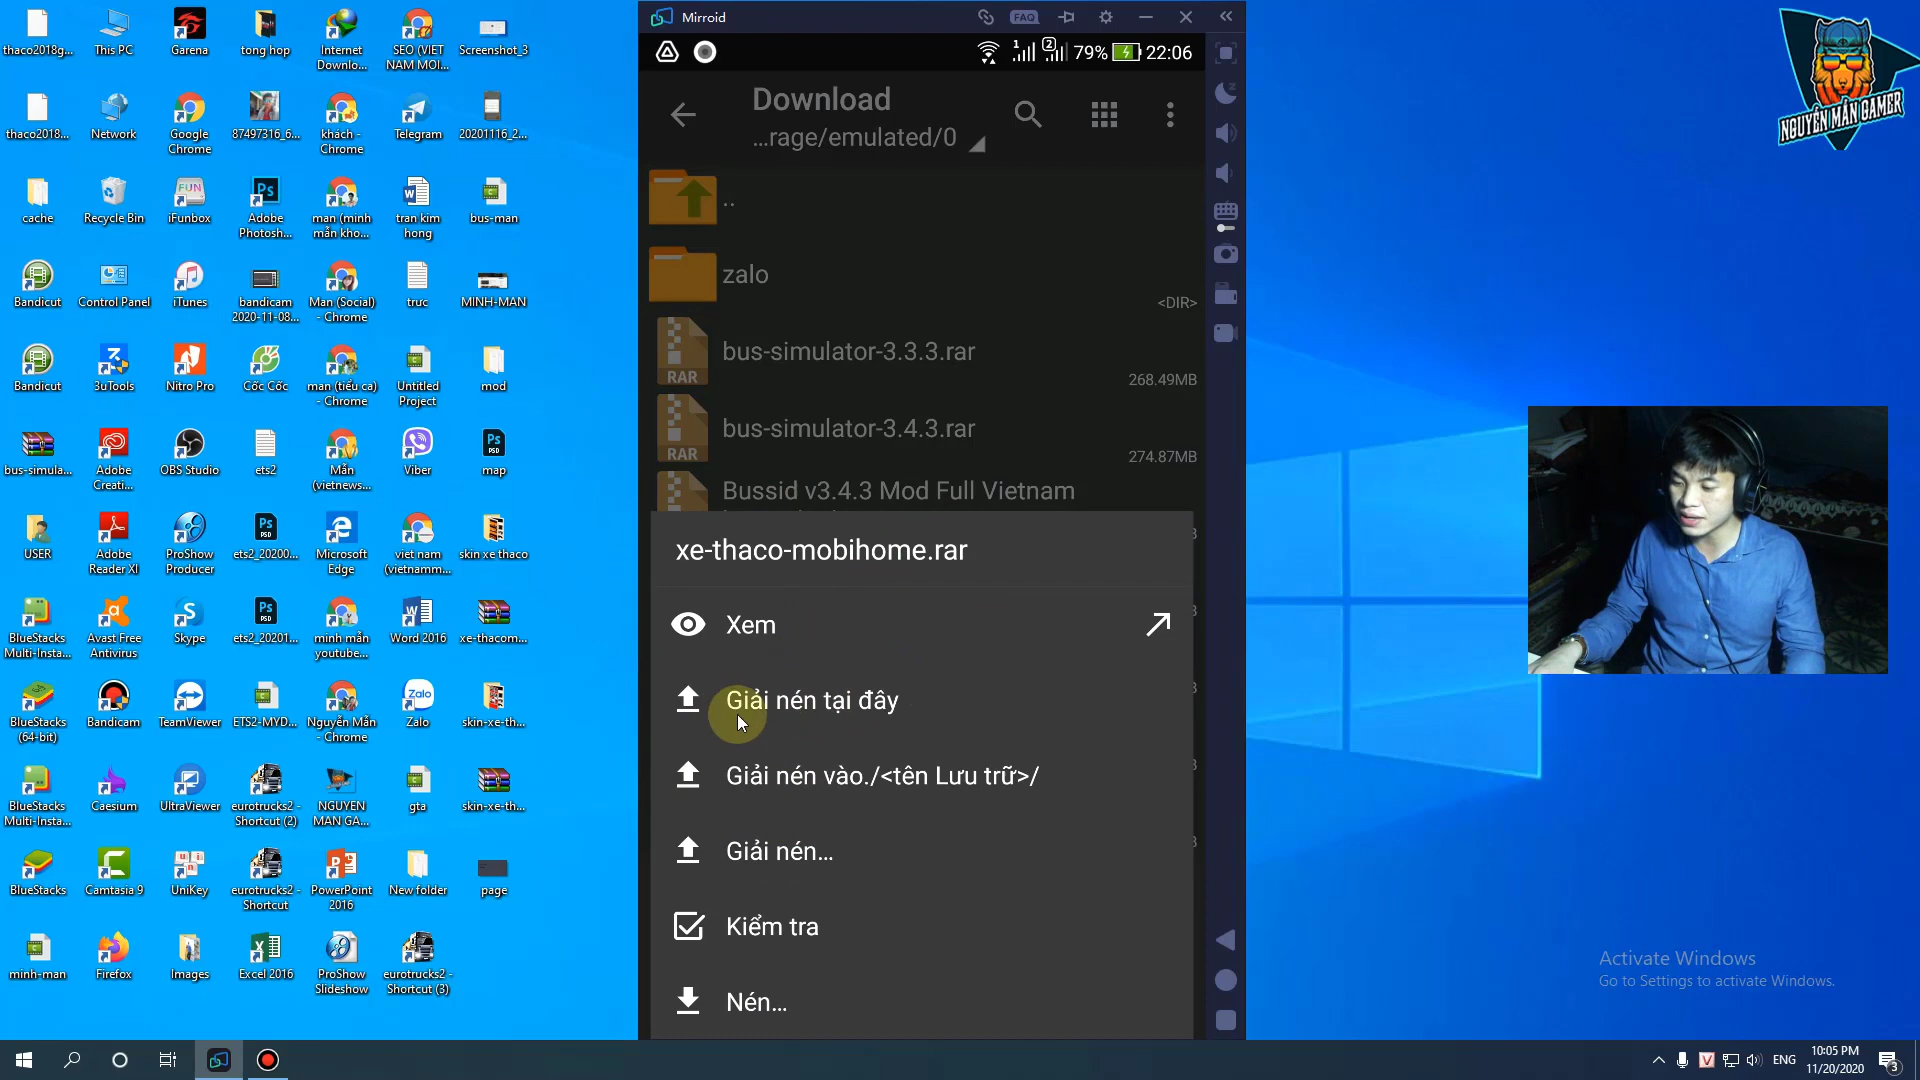 thaco2018g...
This PC
Garena
tong hop
Internet
Downlo...
SEO (VIET
NAM MOI...
Screenshot_3
thaco2018...
Network
Google
Chrome
87497316_6...
khách -
Chrome
Telegram
20201116_2...
cache
Recycle Bin
iFunbox
Adobe
Photosh...
man (minh
mẫn kho...
tran kim
hong
bus-man
Bandicut
Control Panel
iTunes
bandicam
2020-11-08...
Man (Social)
- Chrome
truc
MINH-MAN
Bandicut
3uTools
Nitro Pro
Cốc Cốc
man (tiểu ca)
- Chrome
Untitled
Project
mod
bus-simula...
Adobe
Creati...
OBS Studio
ets2
Mẫn
(vietnews...
Viber
map
USER
Adobe
Reader XI
ProShow
Producer
ets2_20200...
Microsoft
Edge
viet nam
(vietnamm...
skin xe thaco
BlueStacks
Multi-Insta...
Avast Free
Antivirus
Skype
ets2_20201...
minh mẫn
youtube...
Word 2016
xe-thacom...
BlueStacks
(64-bit)
Bandicam
TeamViewer
ETS2-MYD...
Nguyễn Mẫn
- Chrome
Zalo
skin-xe-th...
BlueStacks
Multi-Insta...
Caesium
UltraViewer
eurotrucks2 -
Shortcut (2)
NGUYEN
MAN GA...
gta
skin-xe-th...
BlueStacks
Camtasia 9
UniKey
eurotrucks2 -
Shortcut
PowerPoint
2016
New folder
page
minh-man
Firefox
Images
Excel 2016
ProShow
Slideshow
eurotrucks2 -
Shortcut (3)
Mirroid
FAQ
79% 22:06
Download
...rage/emulated/0
..
zalo
<DIR>
RAR
bus-simulator-3.3.3.rar
268.49MB
RAR
bus-simulator-3.4.3.rar
274.87MB
Bussid v3.4.3 Mod Full Vietnam
xe-thaco-mobihome.rar
Xem
Giải nén tại đây
Giải nén vào./<tên Lưu trữ>/
Giải nén...
Kiểm tra
Nén...
NGUYỄN MẪN GAMER
Activate Windows
Go to Settings to activate Windows.
ENG
10:05 PM
11/20/2020
3